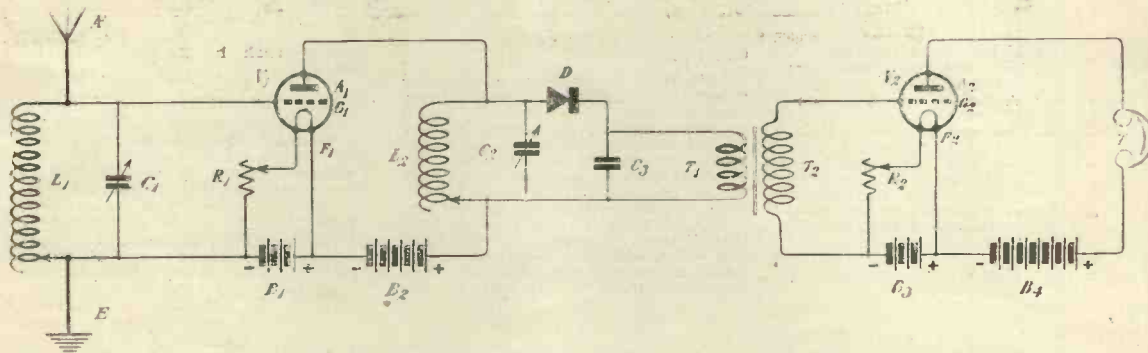 Æ
V1
A1
G1
F1
R1
L1
C1
E
- +
B1
- +
B2
L2
C2
D
C3
T1
T2
V2
G2
F2
R2
T
- +
B3
- +
B4